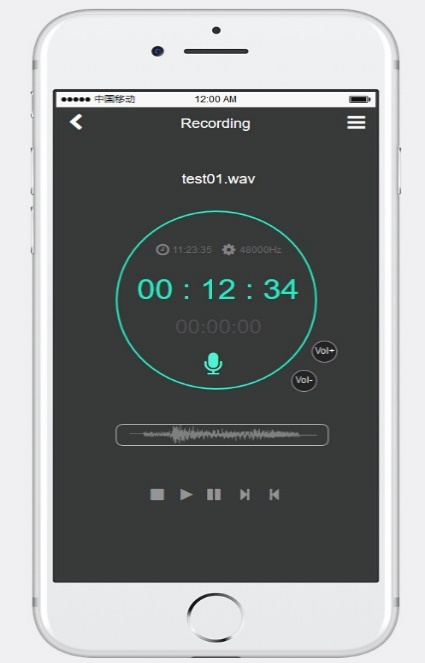 中国移动 12:00 AM
Recording
test01.wav
11:23:35 48000Hz
00 : 12 : 34
00:00:00
Vol+
Vol-